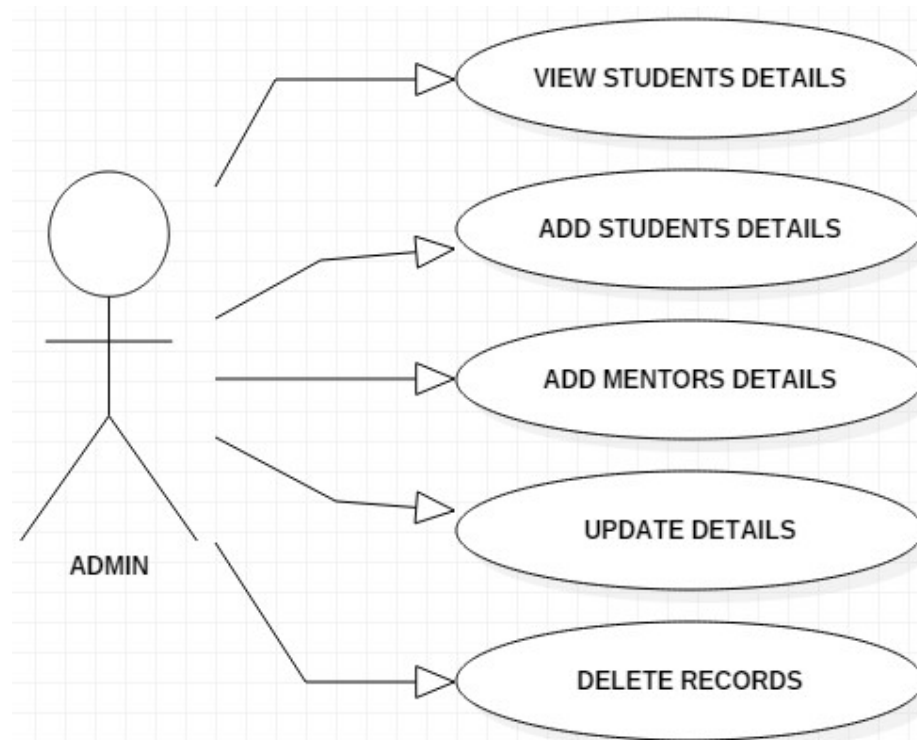 VIEW STUDENTS DETAILS
ADD STUDENTS DETAILS
ADD MENTORS DETAILS
UPDATE DETAILS
ADMIN
DELETE RECORDS